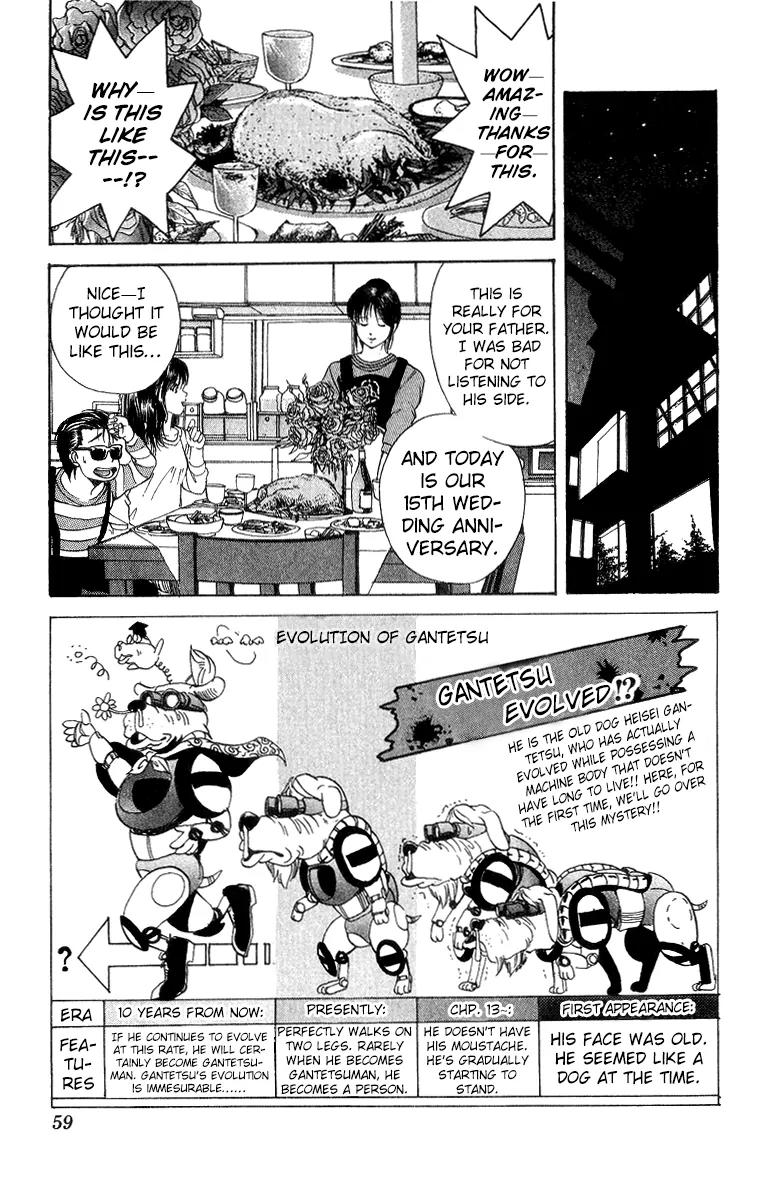 WOW—
AMAZ-
ING—
THANKS
—FOR—
THIS.
WHY—
IS THIS
LIKE
THIS--
--!?
THIS IS
REALLY FOR
YOUR FATHER.
I WAS BAD
FOR NOT
LISTENING TO
HIS SIDE.
AND TODAY
IS OUR
15TH WED-
DING ANNI-
VERSARY.
NICE—I
THOUGHT IT
WOULD BE
LIKE THIS...
EVOLUTION OF GANTETSU
GANTETSU
EVOLVED!?
HE IS THE OLD DOG HEISEI GAN-
TETSU, WHO HAS ACTUALLY
EVOLVED WHILE POSSESSING A
MACHINE BODY THAT DOESN'T
HAVE LONG TO LIVE!! HERE, FOR
THE FIRST TIME, WE'LL GO OVER
THIS MYSTERY!!
?
ERA
10 YEARS FROM NOW:
PRESENTLY:
CHP. 13~:
FIRST APPEARANCE:
FEA-
TU-
RES
IF HE CONTINUES TO EVOLVE
AT THIS RATE, HE WILL CER-
TAINLY BECOME GANTETSU-
MAN. GANTETSU'S EVOLUTION
IS IMMESURABLE......
PERFECTLY WALKS ON
TWO LEGS. RARELY
WHEN HE BECOMES
GANTETSUMAN, HE
BECOMES A PERSON.
HE DOESN'T HAVE
HIS MOUSTACHE.
HE'S GRADUALLY
STARTING TO
STAND.
HIS FACE WAS OLD.
HE SEEMED LIKE A
DOG AT THE TIME.
59